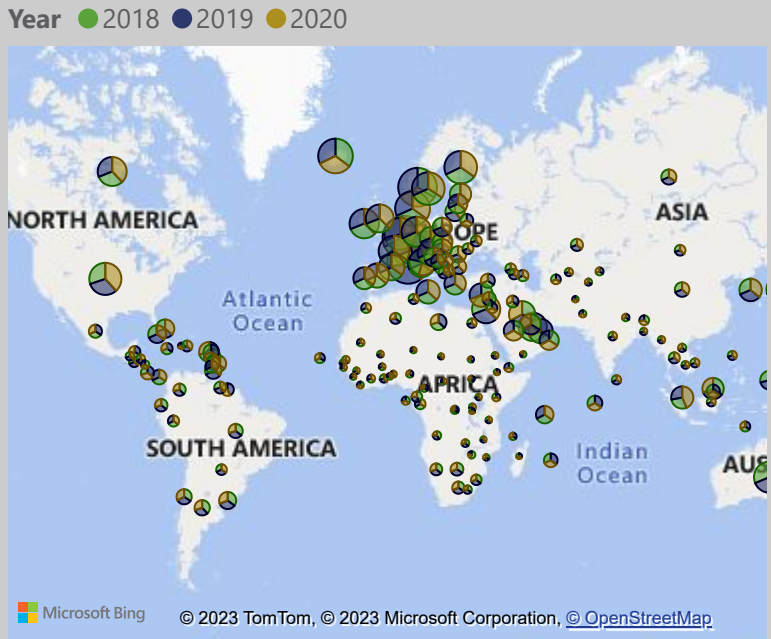 Year 2018 2019 2020
NORTH AMERICA
OPE
ASIA
Atlantic
Ocean
AFRICA
SOUTH AMERICA
Indian
Ocean
AUS
Microsoft Bing
© 2023 TomTom, © 2023 Microsoft Corporation, © OpenStreetMap